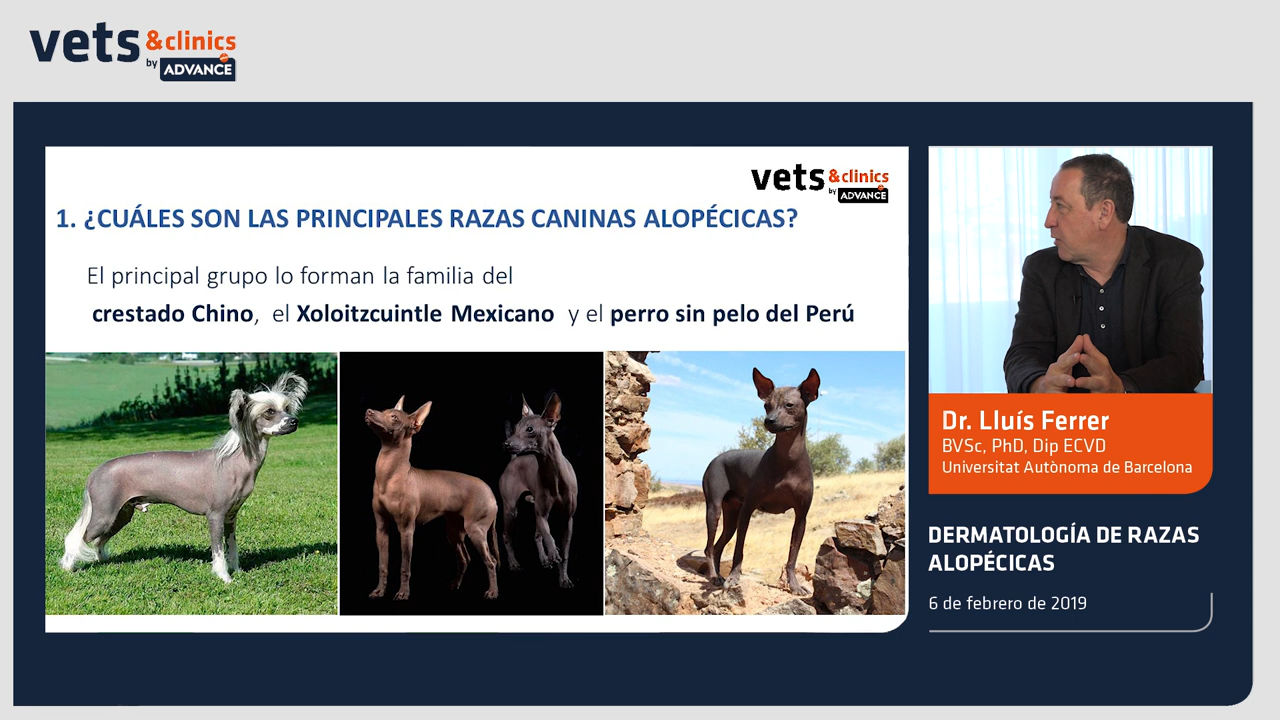 vets &clinics
by ADVANCE
vets &clinics
by ADVANCE
1. ¿CUÁLES SON LAS PRINCIPALES RAZAS CANINAS ALOPÉCICAS?
El principal grupo lo forman la familia del
crestado Chino, el Xoloitzcuintle Mexicano y el perro sin pelo del Perú
Dr. Lluís Ferrer
BVSc, PhD, Dip ECVD
Universitat Autònoma de Barcelona
DERMATOLOGÍA DE RAZAS
ALOPÉCICAS
6 de febrero de 2019